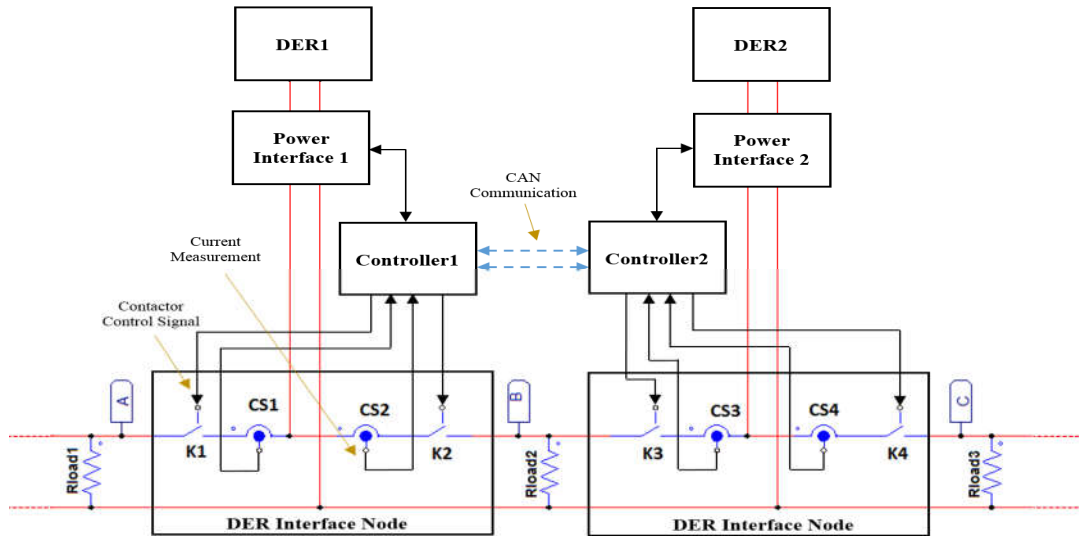 DER1
DER2
Power
Interface 1
Power
Interface 2
CAN
Communication
Current
Measurement
Controller1
Controller2
Contactor
Control Signal
A
B
C
CS1
CS2
CS3
CS4
K1
K2
K3
K4
Rload1
Rload2
Rload3
DER Interface Node
DER Interface Node